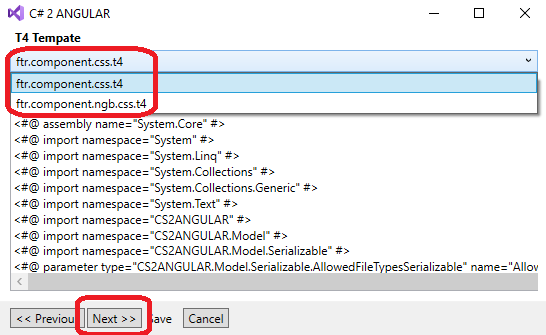 C# 2 ANGULAR
T4 Tempate
ftr.component.css.t4
ftr.component.css.t4
ftr.component.ngb.css.t4
<#@ assembly name="System.Core" #>
<#@ import namespace="System" #>
<#@ import namespace="System.Linq" #>
<#@ import namespace="System.Collections" #>
<#@ import namespace="System.Collections.Generic" #>
<#@ import namespace="System.Text" #>
<#@ import namespace="CS2ANGULAR" #>
<#@ import namespace="CS2ANGULAR.Model" #>
<#@ import namespace="CS2ANGULAR.Model.Serializable" #>
<#@ parameter type="CS2ANGULAR.Model.Serializable.AllowedFileTypesSerializable" name="Allow
<< Previou Next >> Save Cancel